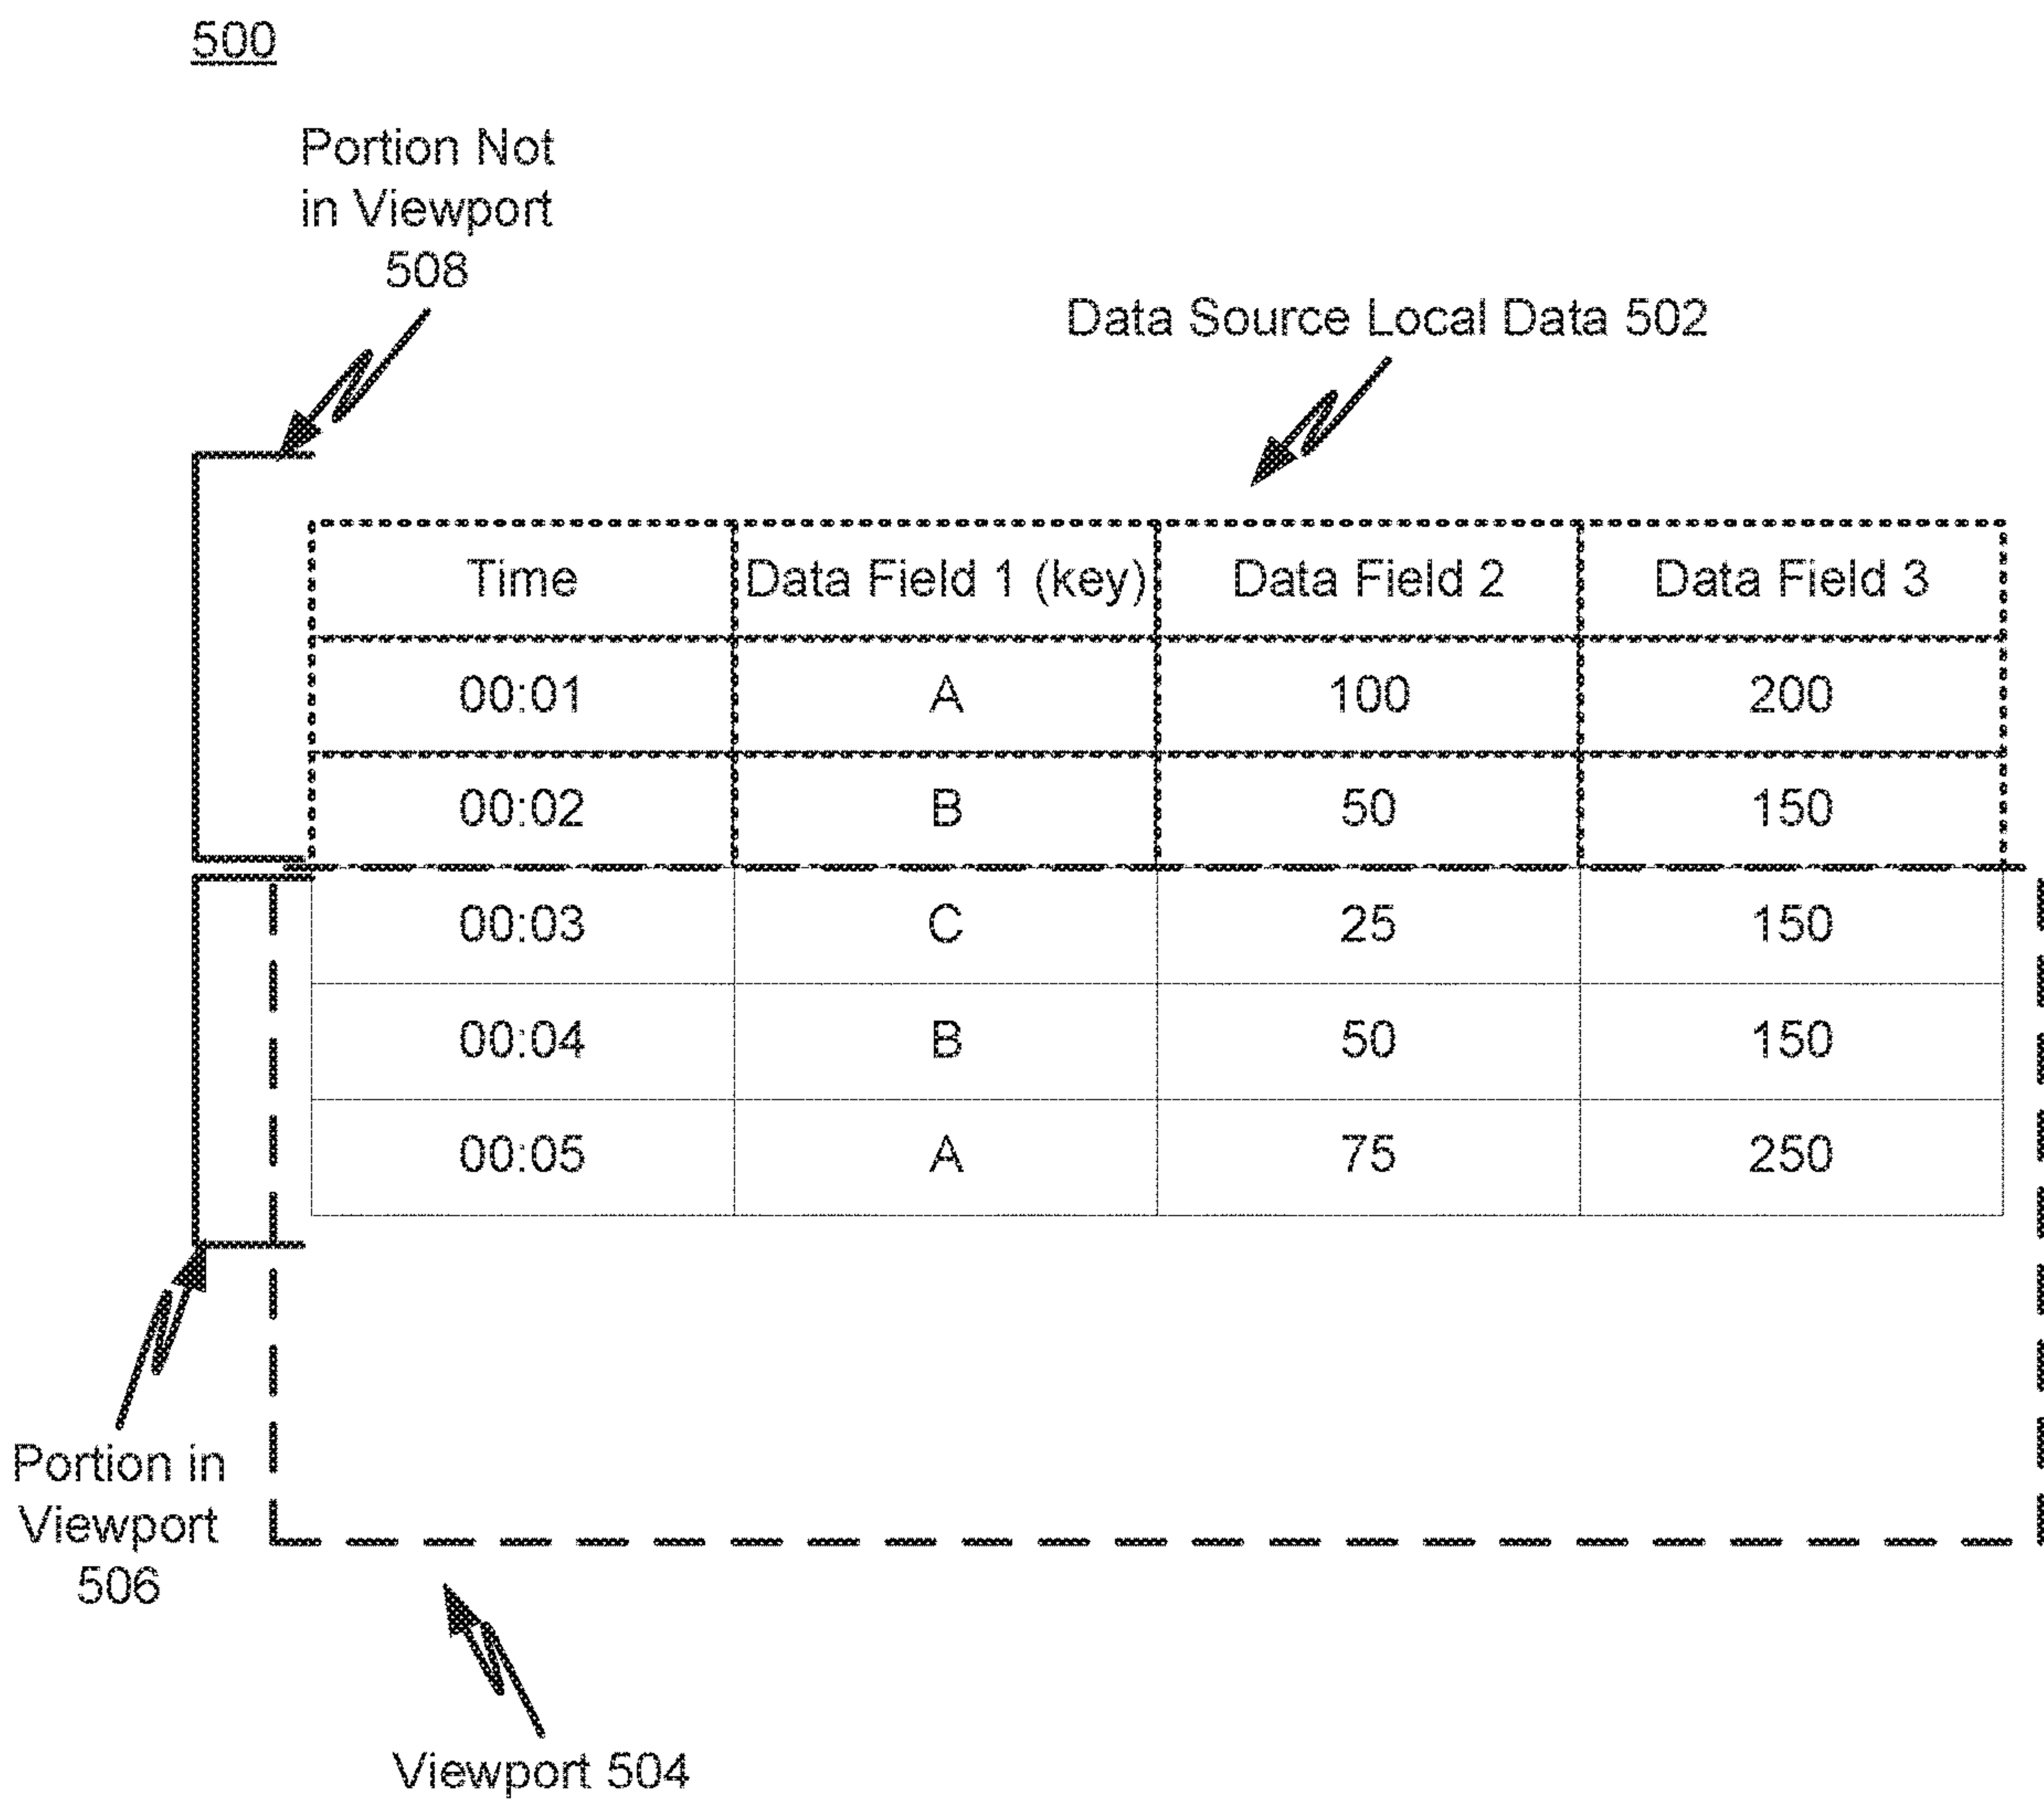 500
Portion Not
in Viewport
508
Data Source Local Data 502
Time Data Field 1 (key) Data Field 2 Data Field 3
00:01 A 100 200
00:02 B 50 150
00:03 C 25 150
00:04 B 50 150
00:05 A 75 250
Portion in
Viewport
506
Viewport 504